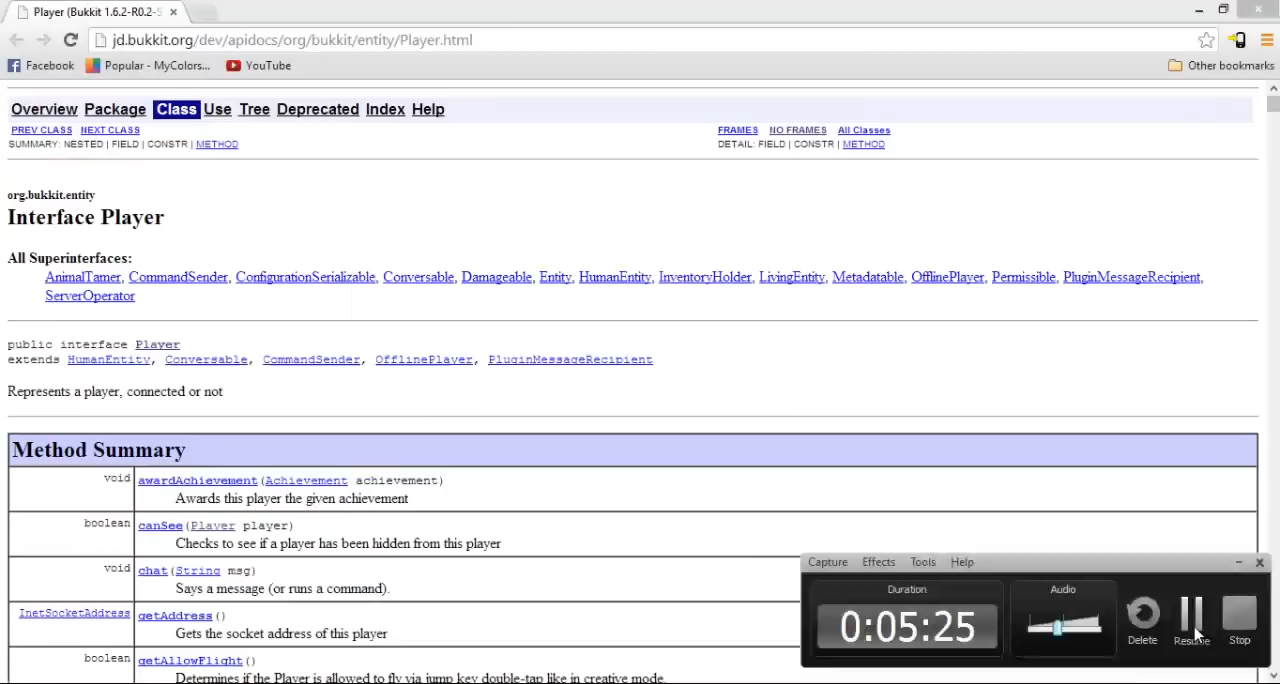 Player (Bukkit 1.6.2-R0.2-S
jd.bukkit.org/dev/apidocs/org/bukkit/entity/Player.html
Facebook Popular - MyColors... YouTube Other bookmarks
Overview Package Class Use Tree Deprecated Index Help
PREV CLASS NEXT CLASS FRAMES NO FRAMES All Classes
SUMMARY: NESTED | FIELD | CONSTR | METHOD DETAIL: FIELD | CONSTR | METHOD
org.bukkit.entity
Interface Player
All Superinterfaces:
AnimalTamer, CommandSender, ConfigurationSerializable, Conversable, Damageable, Entity, HumanEntity, InventoryHolder, LivingEntity, Metadatable, OfflinePlayer, Permissible, PluginMessageRecipient,
ServerOperator
public interface Player
extends HumanEntity, Conversable, CommandSender, OfflinePlayer, PluginMessageRecipient
Represents a player, connected or not
Method Summary
void awardAchievement(Achievement achievement)
Awards this player the given achievement
boolean canSee(Player player)
Checks to see if a player has been hidden from this player
void chat(String msg)
Says a message (or runs a command).
InetSocketAddress getAddress()
Gets the socket address of this player
boolean getAllowFlight()
Determines if the Player is allowed to fly via jump key double-tap like in creative mode.
Capture Effects Tools Help
Duration Audio
0:05:25
Delete Resume Stop